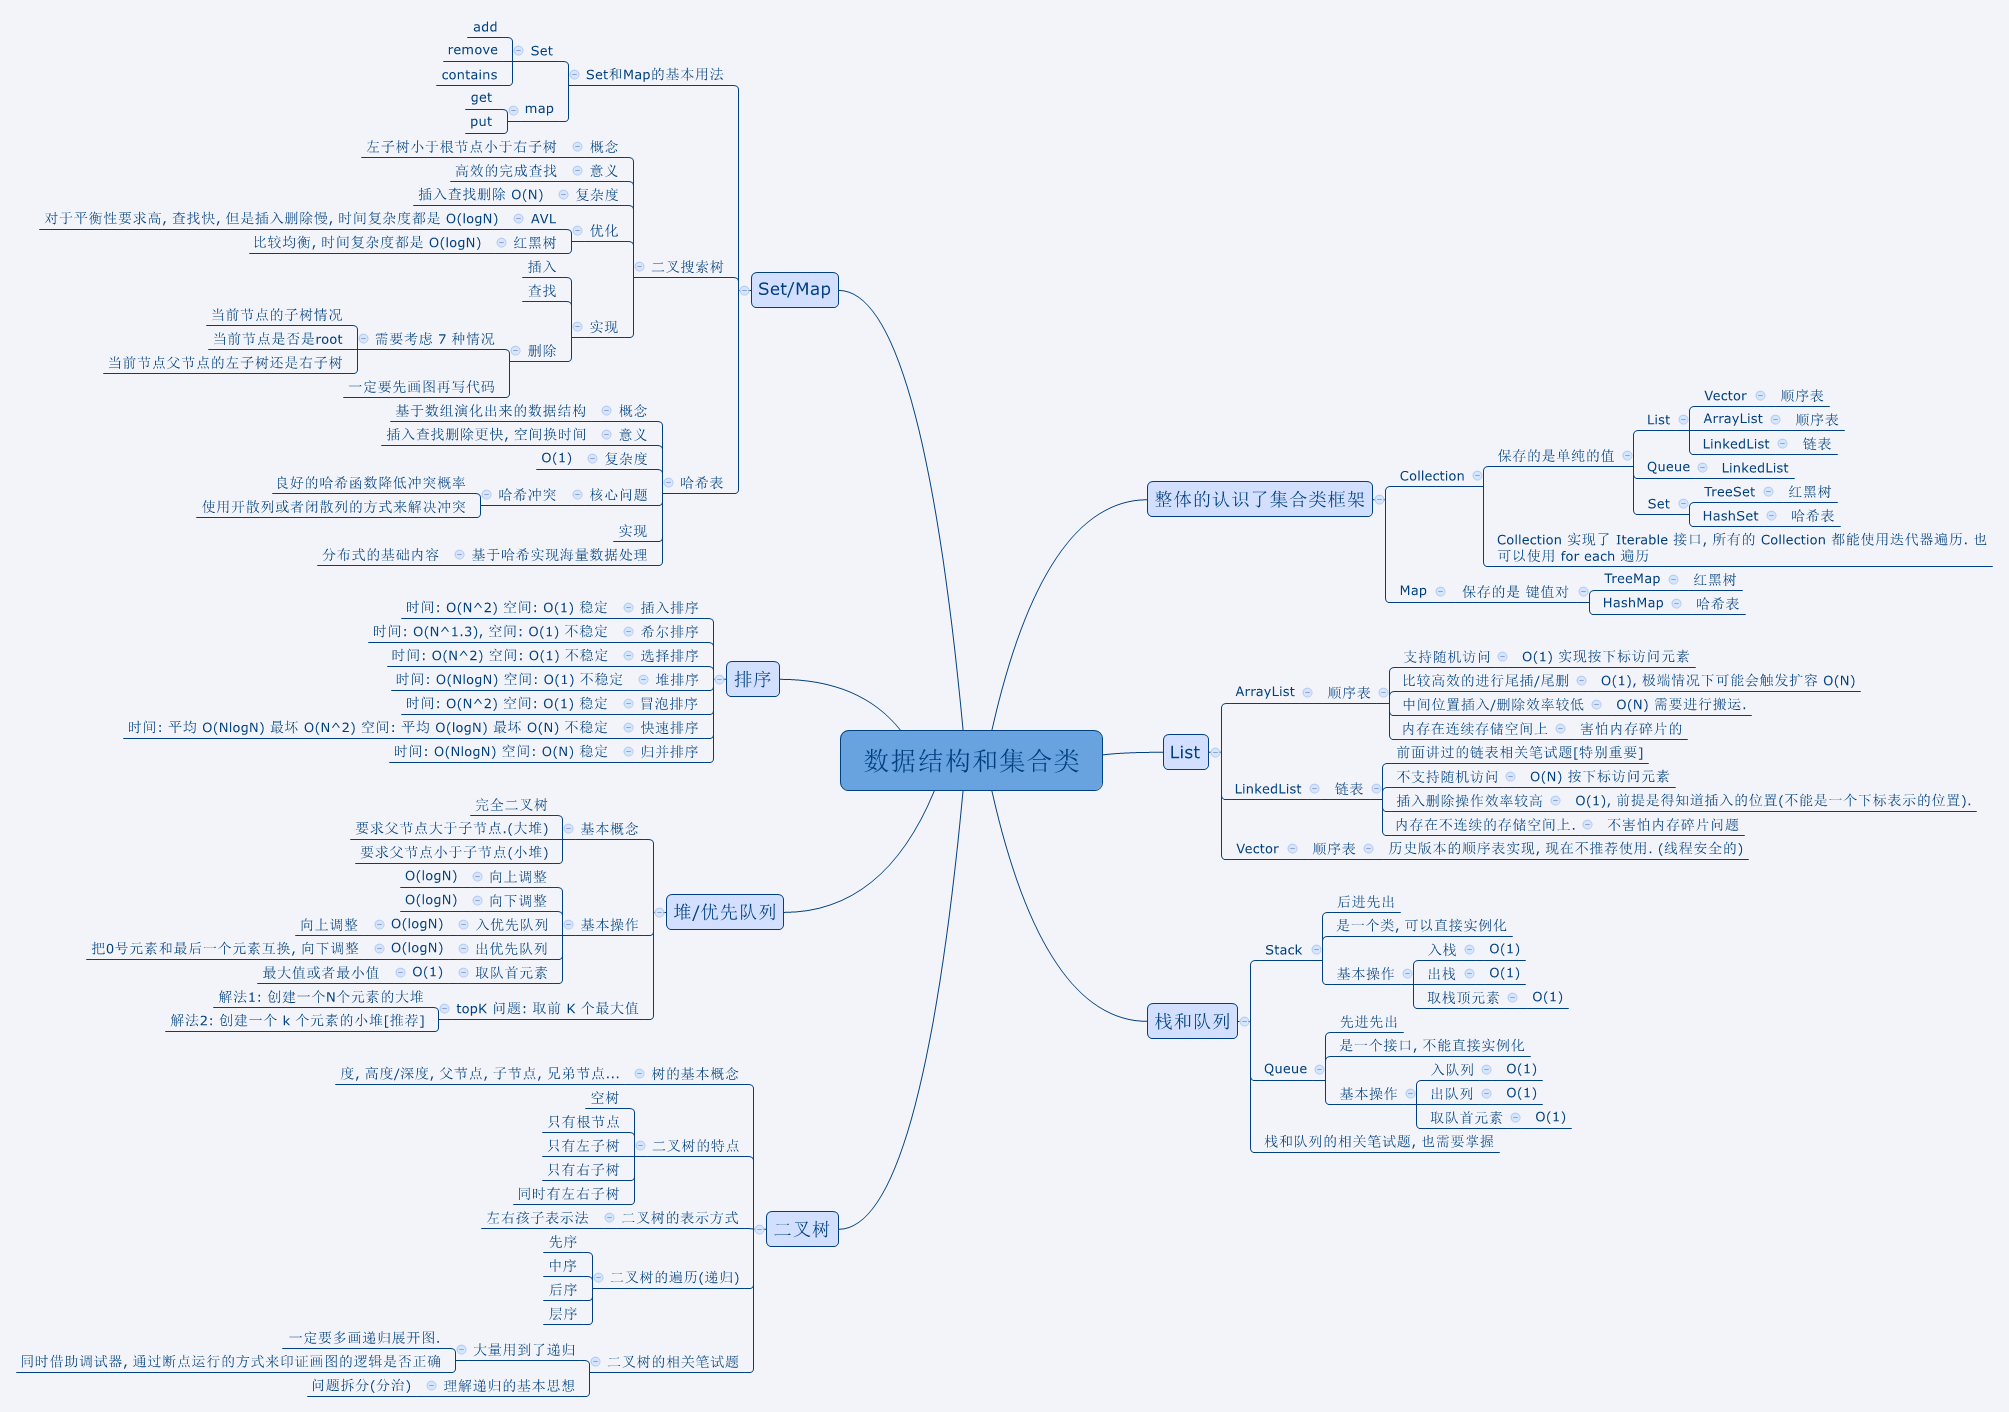 数据结构和集合类
整体的认识了集合类框架
Collection
保存的是单纯的值
List
Vector
顺序表
ArrayList
顺序表
LinkedList
链表
Queue
LinkedList
Set
TreeSet
红黑树
HashSet
哈希表
Collection 实现了 Iterable 接口, 所有的 Collection 都能使用迭代器遍历. 也
可以使用 for each 遍历
Map
保存的是 键值对
TreeMap
红黑树
HashMap
哈希表
List
ArrayList
顺序表
支持随机访问
O(1) 实现按下标访问元素
比较高效的进行尾插/尾删
O(1), 极端情况下可能会触发扩容 O(N)
中间位置插入/删除效率较低
O(N) 需要进行搬运.
内存在连续存储空间上
害怕内存碎片的
LinkedList
链表
前面讲过的链表相关笔试题[特别重要]
不支持随机访问
O(N) 按下标访问元素
插入删除操作效率较高
O(1), 前提是得知道插入的位置(不能是一个下标表示的位置).
内存在不连续的存储空间上.
不害怕内存碎片问题
Vector
顺序表
历史版本的顺序表实现, 现在不推荐使用. (线程安全的)
栈和队列
Stack
后进先出
是一个类, 可以直接实例化
基本操作
入栈
O(1)
出栈
O(1)
取栈顶元素
O(1)
Queue
先进先出
是一个接口, 不能直接实例化
基本操作
入队列
O(1)
出队列
O(1)
取队首元素
O(1)
栈和队列的相关笔试题, 也需要掌握
Set/Map
Set和Map的基本用法
Set
add
remove
contains
map
get
put
二叉搜索树
概念
左子树小于根节点小于右子树
意义
高效的完成查找
复杂度
插入查找删除 O(N)
优化
AVL
对于平衡性要求高, 查找快, 但是插入删除慢, 时间复杂度都是 O(logN)
红黑树
比较均衡, 时间复杂度都是 O(logN)
实现
插入
查找
删除
需要考虑 7 种情况
当前节点的子树情况
当前节点是否是root
当前节点父节点的左子树还是右子树
一定要先画图再写代码
哈希表
概念
基于数组演化出来的数据结构
意义
插入查找删除更快, 空间换时间
复杂度
O(1)
核心问题
哈希冲突
良好的哈希函数降低冲突概率
使用开散列或者闭散列的方式来解决冲突
实现
基于哈希实现海量数据处理
分布式的基础内容
排序
插入排序
时间: O(N^2) 空间: O(1) 稳定
希尔排序
时间: O(N^1.3), 空间: O(1) 不稳定
选择排序
时间: O(N^2) 空间: O(1) 不稳定
堆排序
时间: O(NlogN) 空间: O(1) 不稳定
冒泡排序
时间: O(N^2) 空间: O(1) 稳定
快速排序
时间: 平均 O(NlogN) 最坏 O(N^2) 空间: 平均 O(logN) 最坏 O(N) 不稳定
归并排序
时间: O(NlogN) 空间: O(N) 稳定
堆/优先队列
基本概念
完全二叉树
要求父节点大于子节点.(大堆)
要求父节点小于子节点(小堆)
基本操作
向上调整
O(logN)
向下调整
O(logN)
入优先队列
O(logN)
向上调整
出优先队列
O(logN)
把0号元素和最后一个元素互换, 向下调整
取队首元素
O(1)
最大值或者最小值
topK 问题: 取前 K 个最大值
解法1: 创建一个N个元素的大堆
解法2: 创建一个 k 个元素的小堆[推荐]
二叉树
树的基本概念
度, 高度/深度, 父节点, 子节点, 兄弟节点...
二叉树的特点
空树
只有根节点
只有左子树
只有右子树
同时有左右子树
二叉树的表示方式
左右孩子表示法
二叉树的遍历(递归)
先序
中序
后序
层序
二叉树的相关笔试题
大量用到了递归
一定要多画递归展开图.
同时借助调试器, 通过断点运行的方式来印证画图的逻辑是否正确
理解递归的基本思想
问题拆分(分治)